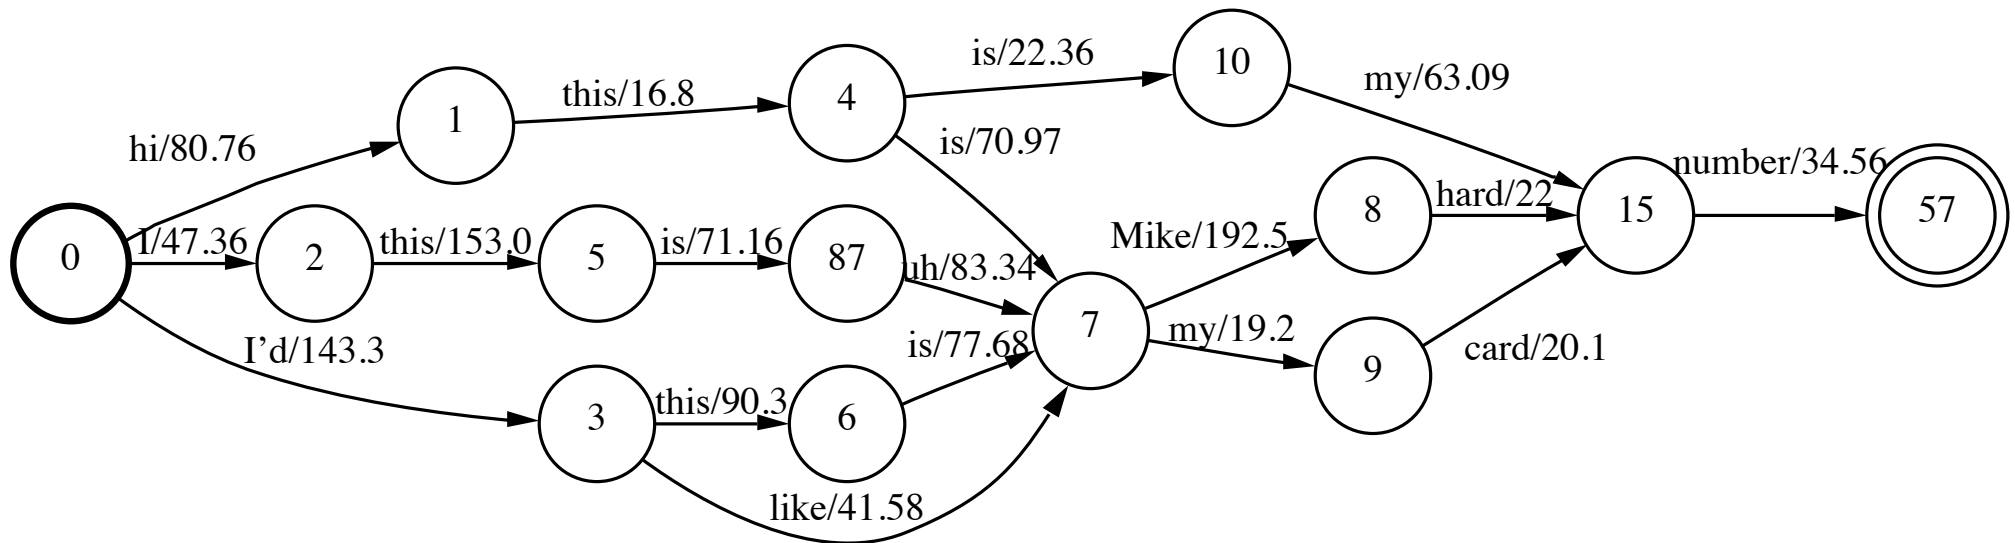 is/22.36
10
my/63.09
this/16.8
4
1
hi/80.76
is/70.97
number/34.56
8
hard/22
15
57
Mike/192.5
0
I/47.36
2
this/153.0
5
is/71.16
87
uh/83.34
7
my/19.2
is/77.68
I’d/143.3
card/20.1
9
3
this/90.3
6
like/41.58